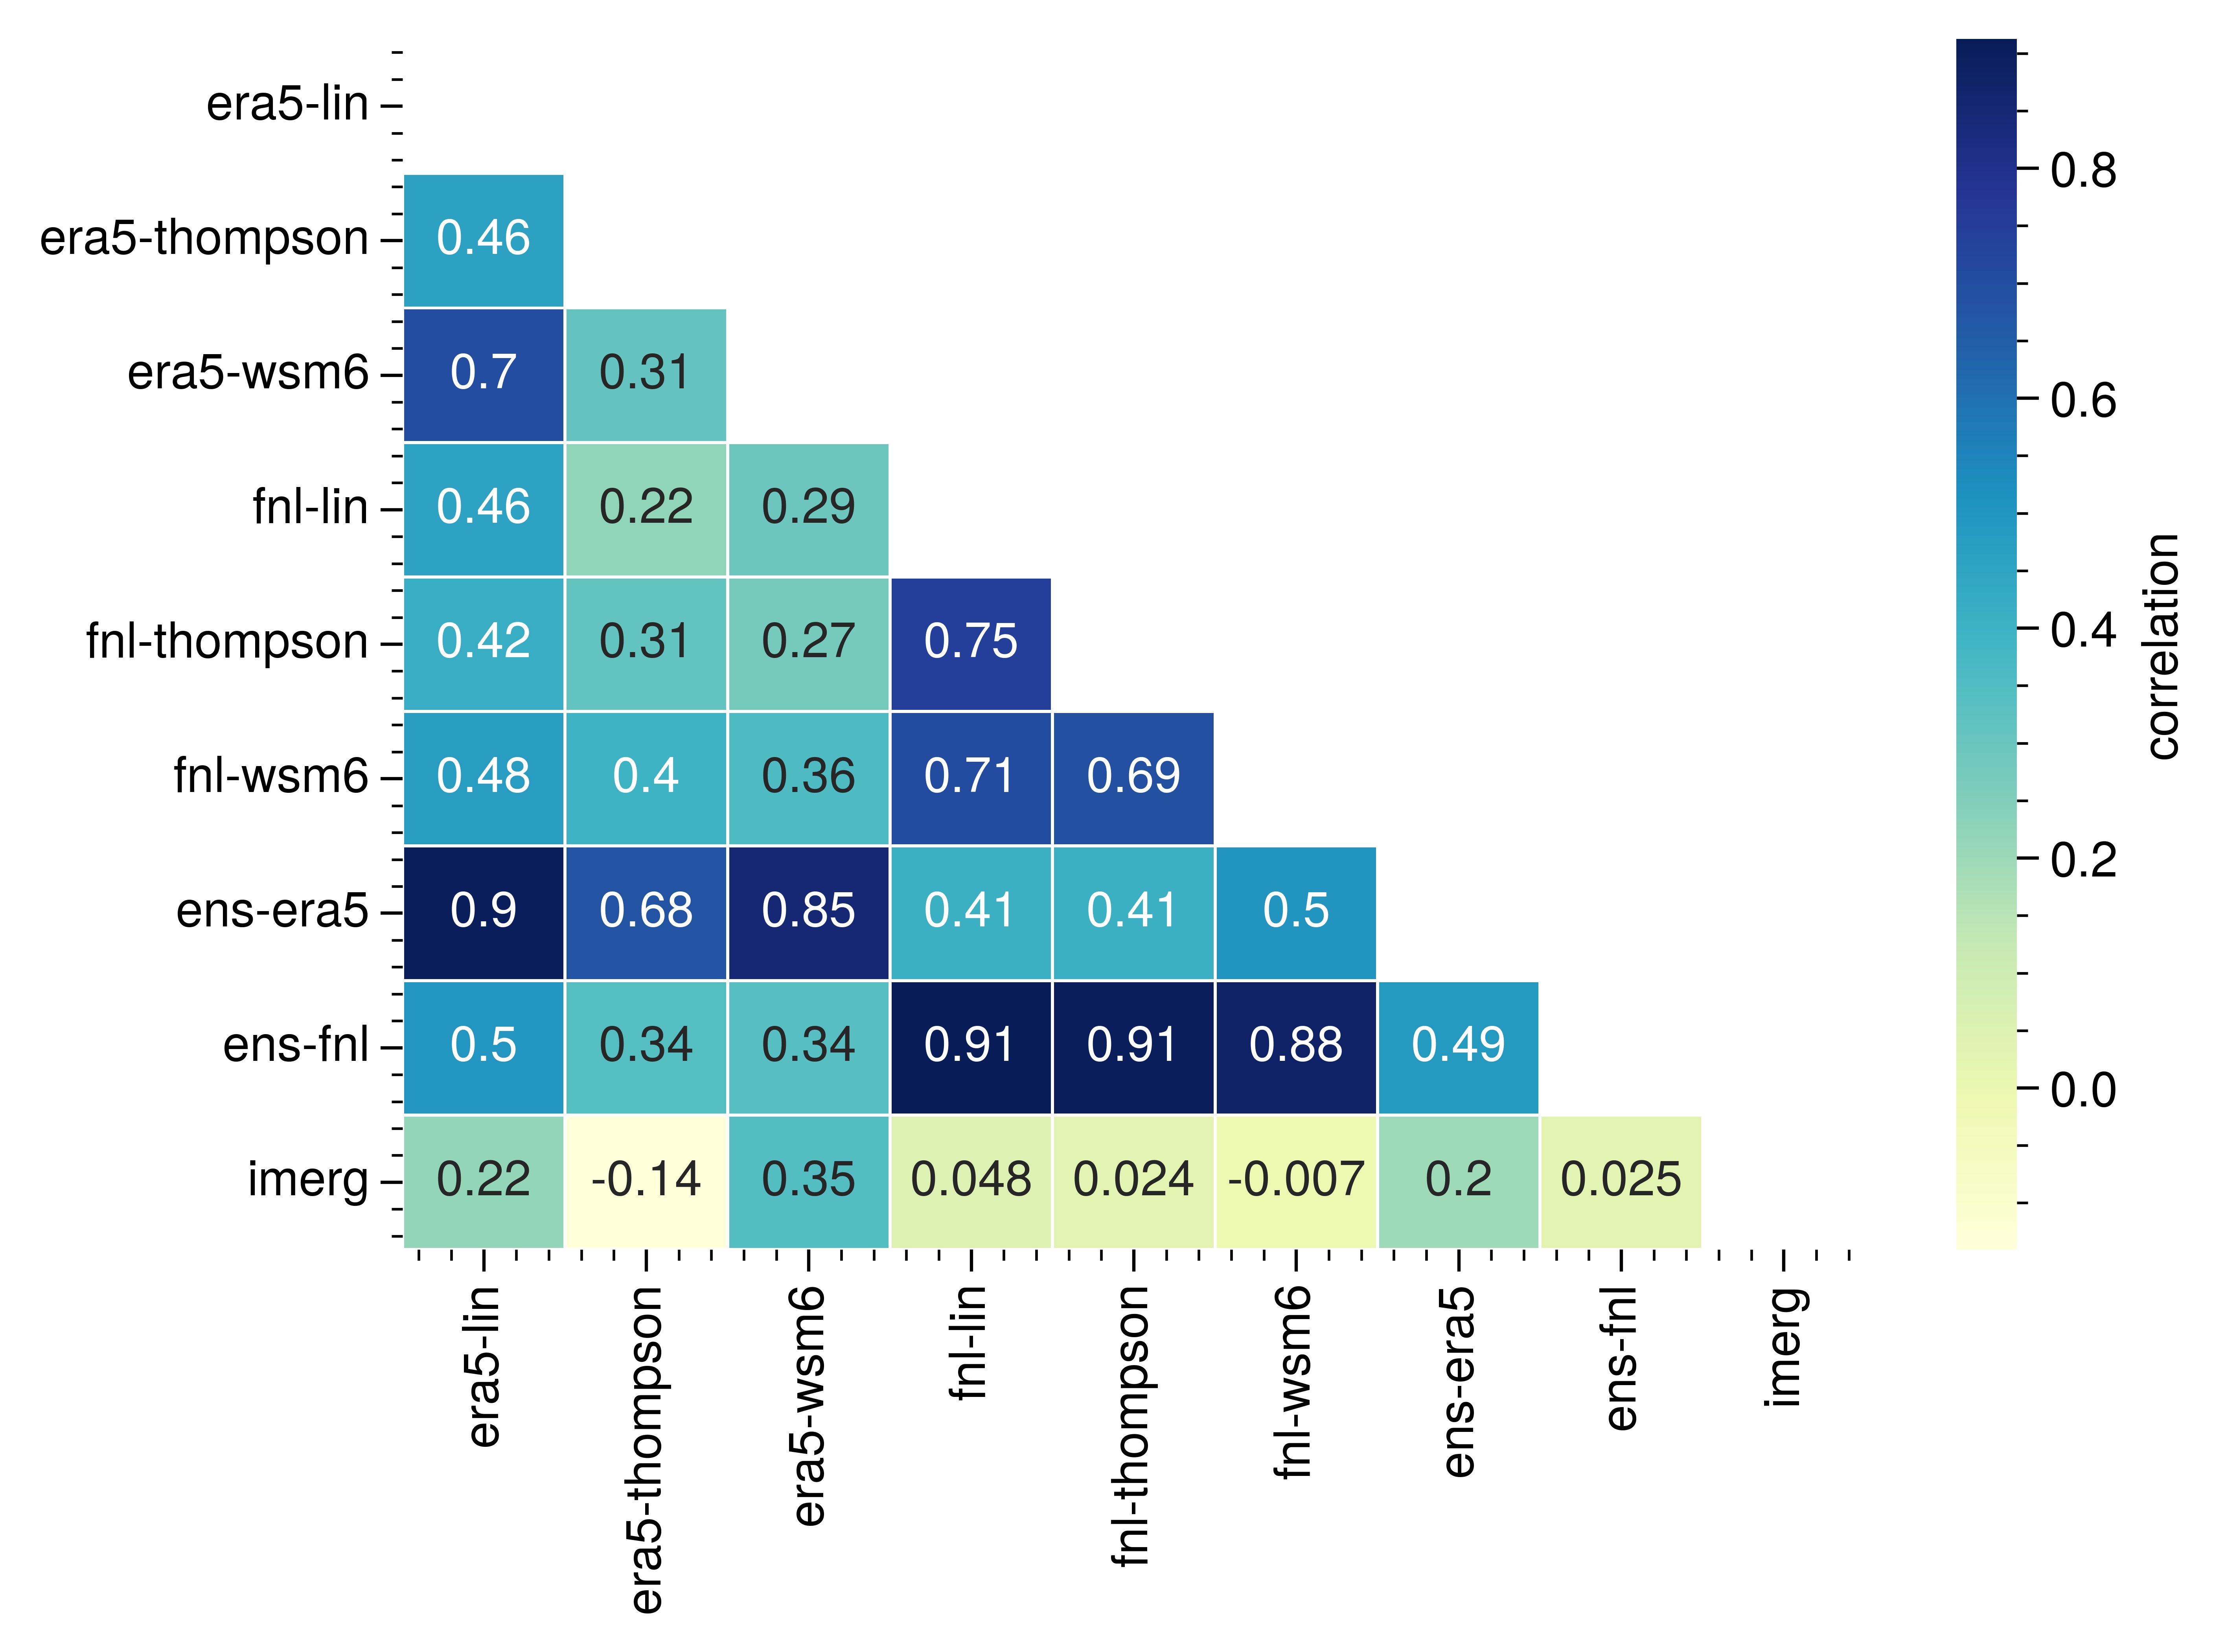 era5-lin
era5-thompson 0.46
era5-wsm6 0.7 0.31
fnl-lin 0.46 0.22 0.29
fnl-thompson 0.42 0.31 0.27 0.75
fnl-wsm6 0.48 0.4 0.36 0.71 0.69
ens-era5 0.9 0.68 0.85 0.41 0.41 0.5
ens-fnl 0.5 0.34 0.34 0.91 0.91 0.88 0.49
imerg 0.22 -0.14 0.35 0.048 0.024 -0.007 0.2 0.025
era5-lin
era5-thompson
era5-wsm6
fnl-lin
fnl-thompson
fnl-wsm6
ens-era5
ens-fnl
imerg
0.8
0.6
0.4
0.2
0.0
correlation